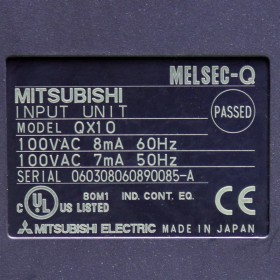 MELSEC-Q
MITSUBISHI
INPUT UNIT
PASSED
MODEL QX10
100VAC 8mA 60Hz
100VAC 7mA 50Hz
SERIAL 060308060890085-A
C UL US LISTED 80M1 IND. CONT. EQ. CE
MITSUBISHI ELECTRIC MADE IN JAPAN